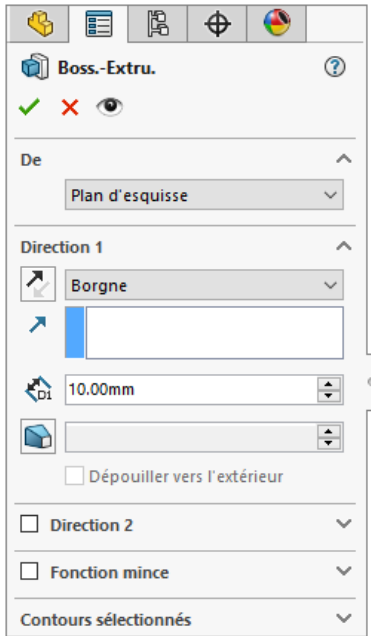 Boss.-Extru.
De
Plan d'esquisse
Direction 1
Borgne
D1
10.00mm
Dépouiller vers l'extérieur
Direction 2
Fonction mince
Contours sélectionnés